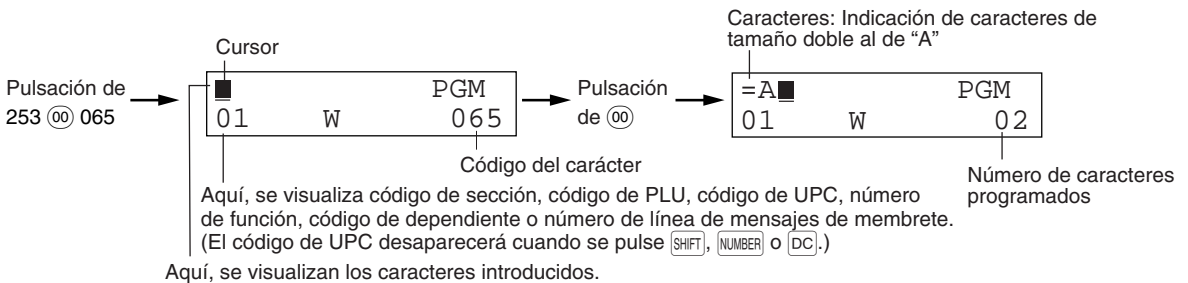 Caracteres: Indicación de caracteres de
tamaño doble al de “A”
Cursor
Pulsación de
253 00 065
PGM
01 W 065
Pulsación
de 00
=A PGM
01 W 02
Código del carácter
Número de caracteres
programados
Aquí, se visualiza código de sección, código de PLU, código de UPC, número
de función, código de dependiente o número de línea de mensajes de membrete.
(El código de UPC desaparecerá cuando se pulse SHIFT, NUMBER o DC.)
Aquí, se visualizan los caracteres introducidos.